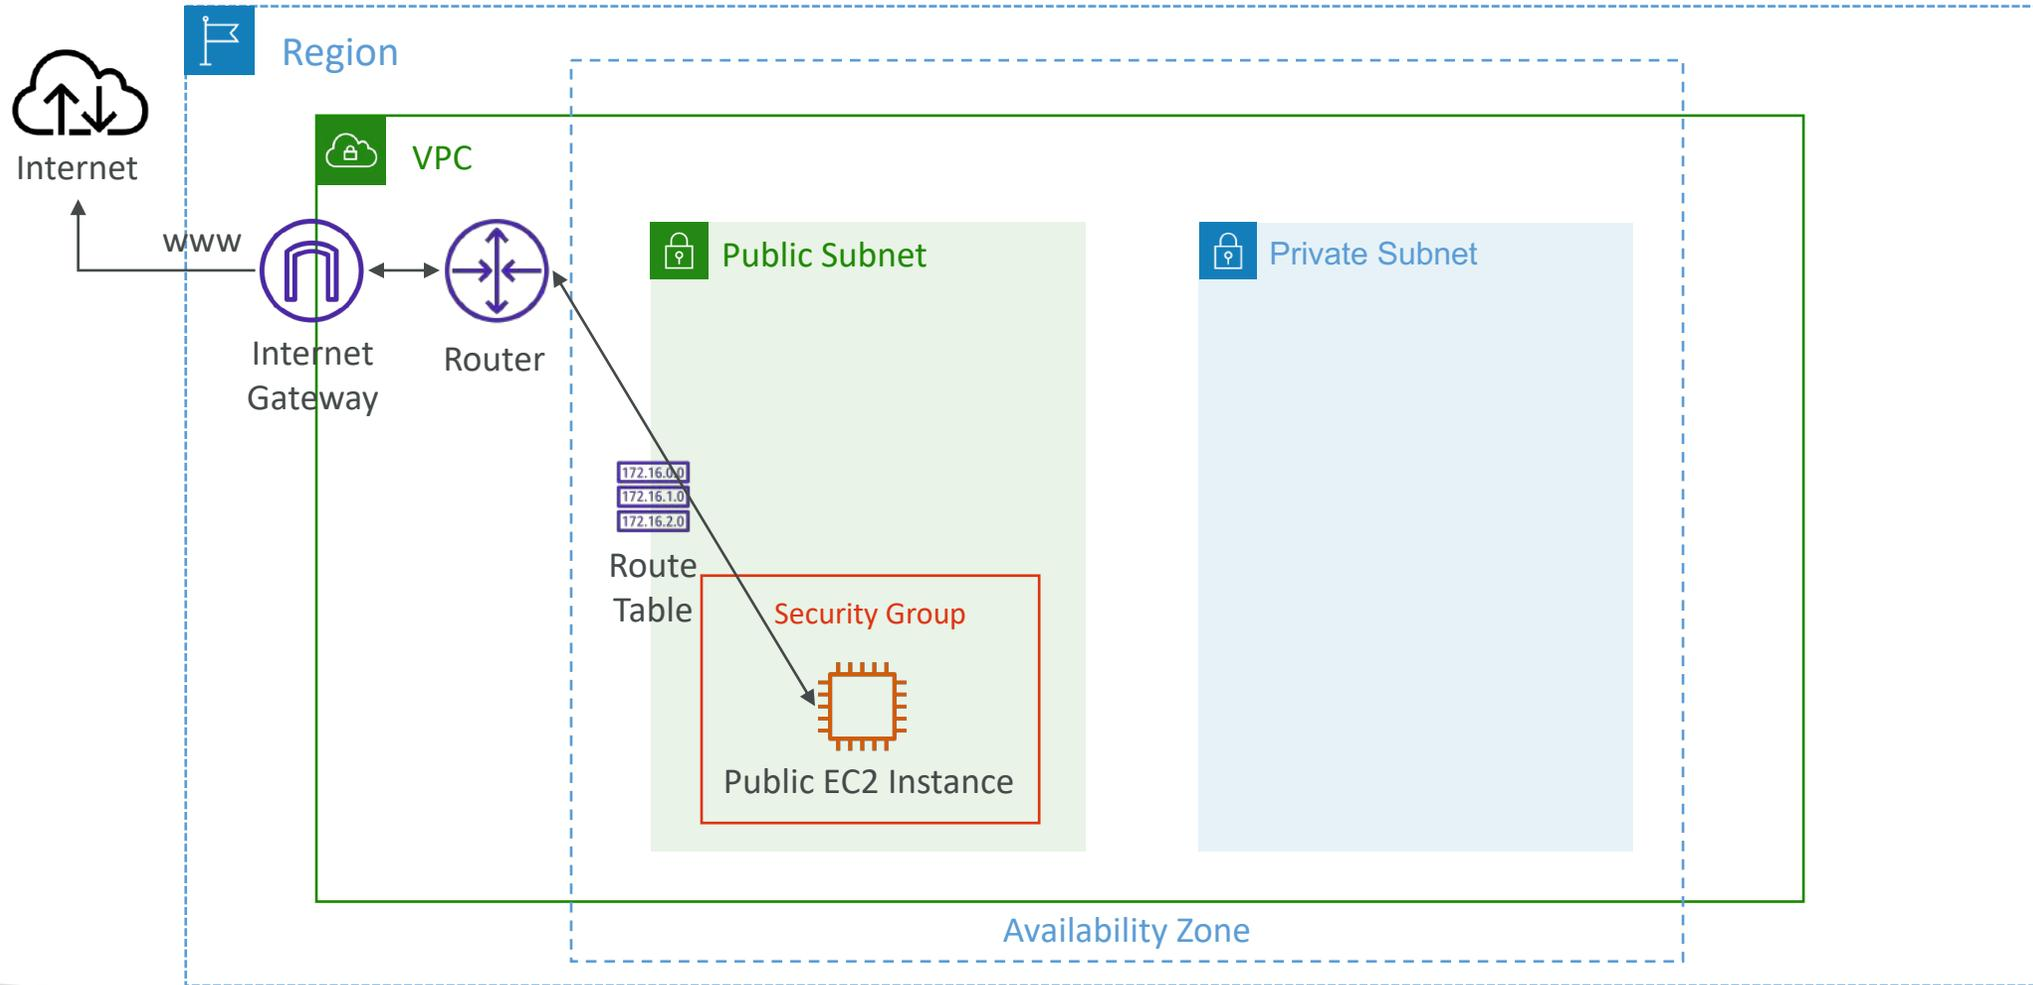 Region
Internet
VPC
www
Internet
Gateway
Router
Public Subnet
Private Subnet
172.16.0.0
172.16.1.0
172.16.2.0
Route
Table
Security Group
Public EC2 Instance
Availability Zone